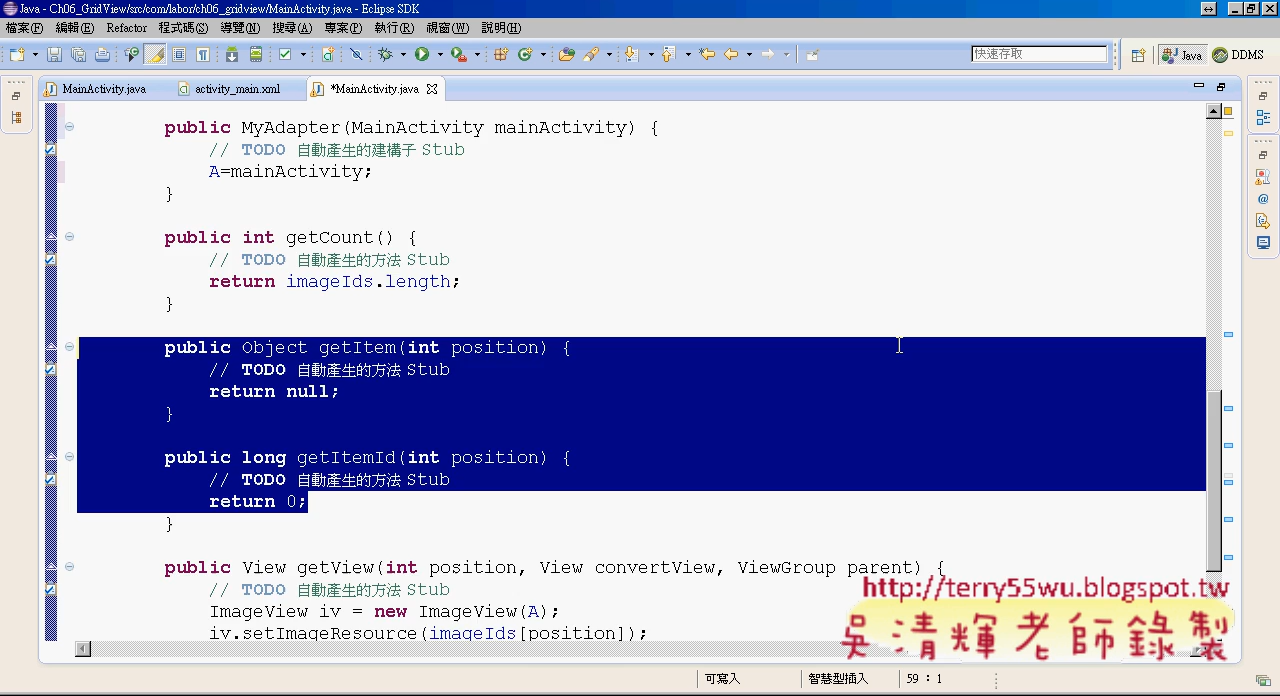 Java - Ch06_GridView/src/com/labor/ch06_gridview/MainActivity.java - Eclipse SDK
檔案(F) 編輯(E) Refactor 程式碼(S) 導覽(N) 搜尋(A) 專案(P) 執行(R) 視窗(W) 說明(H)
快速存取 Java DDMS
MainActivity.java activity_main.xml *MainActivity.java
public MyAdapter(MainActivity mainActivity) {
// TODO 自動產生的建構子 Stub
A=mainActivity;
}
public int getCount() {
// TODO 自動產生的方法 Stub
return imageIds.length;
}
public Object getItem(int position) {
// TODO 自動產生的方法 Stub
return null;
}
public long getItemId(int position) {
// TODO 自動產生的方法 Stub
return 0;
}
public View getView(int position, View convertView, ViewGroup parent) {
// TODO 自動產生的方法 Stub
ImageView iv = new ImageView(A);
iv.setImageResource(imageIds[position]);
http://terry55wu.blogspot.tw
吳清輝老師錄製
可寫入 智慧型插入 59 : 1